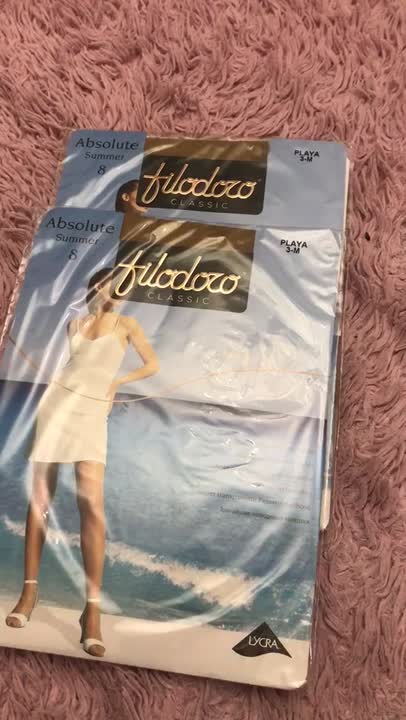 Absolute
Summer
8
filodoro
CLASSIC
PLAYA
3-M
Absolute
Summer
8
filodoro
CLASSIC
PLAYA
3-M
LYCRA